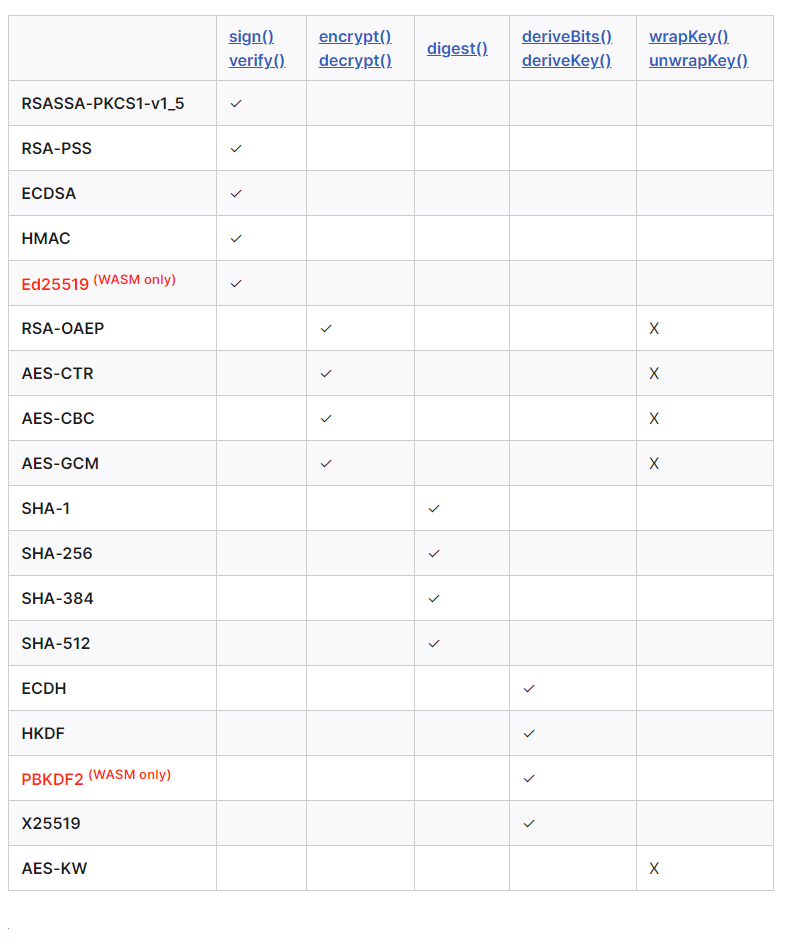 sign() encrypt() digest() deriveBits() wrapKey()
verify() decrypt() deriveKey() unwrapKey()
RSASSA-PKCS1-v1_5 ✓
RSA-PSS ✓
ECDSA ✓
HMAC ✓
Ed25519 (WASM only) ✓
RSA-OAEP ✓ X
AES-CTR ✓ X
AES-CBC ✓ X
AES-GCM ✓ X
SHA-1 ✓
SHA-256 ✓
SHA-384 ✓
SHA-512 ✓
ECDH ✓
HKDF ✓
PBKDF2 (WASM only) ✓
X25519 ✓
AES-KW X